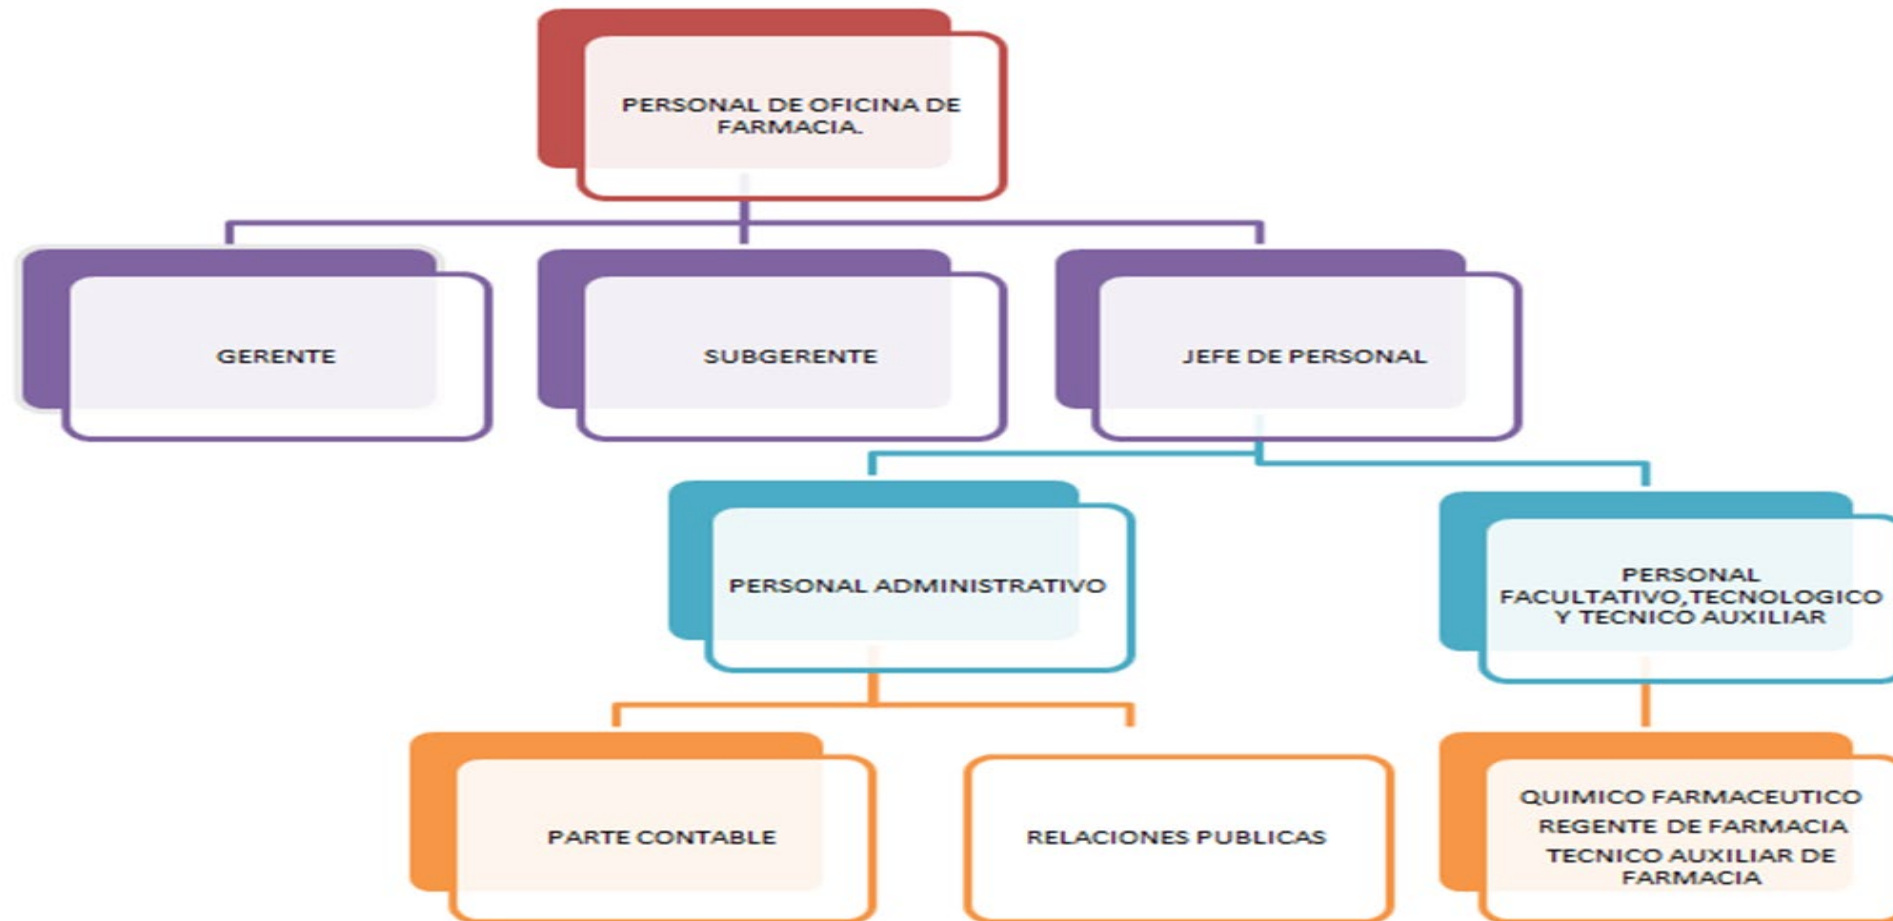 PERSONAL DE OFICINA DE
FARMACIA.
GERENTE
SUBGERENTE
JEFE DE PERSONAL
PERSONAL ADMINISTRATIVO
PERSONAL
FACULTATIVO,TECNOLOGICO
Y TECNICO AUXILIAR
PARTE CONTABLE
RELACIONES PUBLICAS
QUIMICO FARMACEUTICO
REGENTE DE FARMACIA
TECNICO AUXILIAR DE
FARMACIA